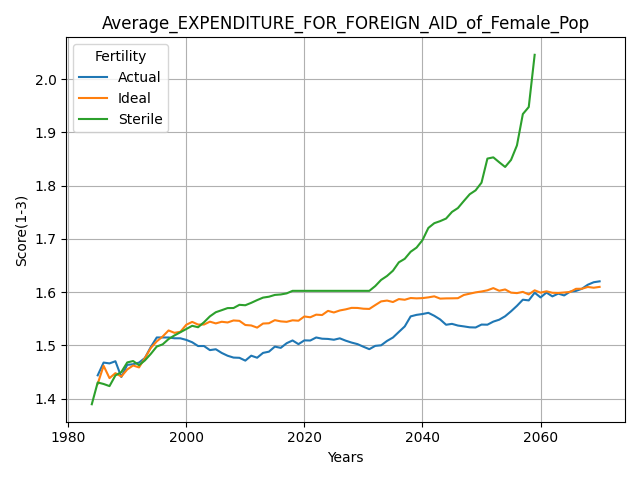 Average_EXPENDITURE_FOR_FOREIGN_AID_of_Female_Pop
Fertility
Actual
Ideal
Sterile
Score(1-3)
2.0
1.9
1.8
1.7
1.6
1.5
1.4
1980
2000
2020
2040
2060
Years